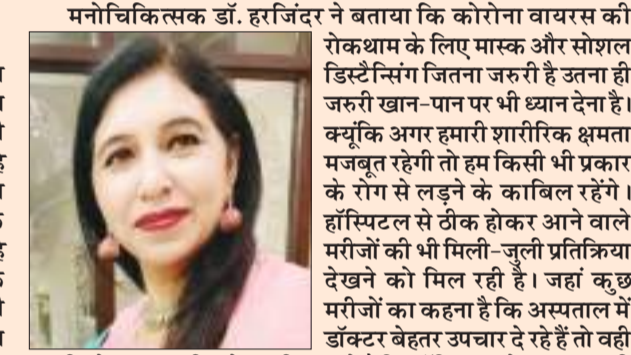 मनोचिकित्सक डॉ. हरजिंदर ने बताया कि कोरोना वायरस की
रोकथाम के लिए मास्क और सोशल
डिस्टैन्सिंग जितना जरुरी है उतना ही
जरुरी खान-पान पर भी ध्यान देना है।
क्यूंकि अगर हमारी शारीरिक क्षमता
मजबूत रहेगी तो हम किसी भी प्रकार
के रोग से लड़ने के काबिल रहेंगे ।
हॉस्पिटल से ठीक होकर आने वाले
मरीजों की भी मिली-जुली प्रतिक्रिया
देखने को मिल रही है। जहां कुछ
मरीजों का कहना है कि अस्पताल में
डॉक्टर बेहतर उपचार दे रहे हैं तो वही